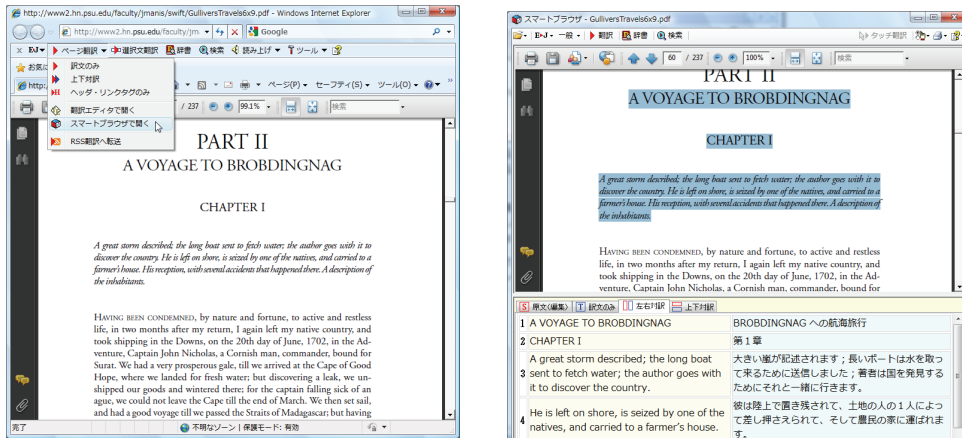 http://www2.hn.psu.edu/faculty/jmanis/swift/GulliversTravels6x9.pdf - Windows Internet Explorer
http://www2.hn.psu.edu/faculty/jm
Google
EJ ページ翻訳 選択文翻訳 辞書 検索 読み上げ ツール
お気に
訳文のみ
上下対訳
ヘッダ・リンクタグのみ
翻訳エディタで開く
スマートブラウザで開く
RSS翻訳へ転送
http:
ページ(P) セーフティ(S) ツール(O)
/ 237 99.1% 検索
PART II
A VOYAGE TO BROBDINGNAG
CHAPTER I
A great storm described; the long boat sent to fetch water; the author goes with it to
discover the country. He is left on shore, is seized by one of the natives, and carried to a
farmer's house. His reception, with several accidents that happened there. A description of
the inhabitants.
HAVING BEEN CONDEMNED, by nature and fortune, to active and restless
life, in two months after my return, I again left my native country, and
took shipping in the Downs, on the 20th day of June, 1702, in the Ad-
venture, Captain John Nicholas, a Cornish man, commander, bound for
Surat. We had a very prosperous gale, till we arrived at the Cape of Good
Hope, where we landed for fresh water; but discovering a leak, we un-
shipped our goods and wintered there; for the captain falling sick of an
ague, we could not leave the Cape till the end of March. We then set sail,
and had a good voyage till we passed the Straits of Madagascar; but having
完了 不明なゾーン | 保護モード: 有効
スマートブラウザ - GulliversTravels6x9.pdf
EJ 一般 翻訳 辞書 検索 タッチ翻訳
60 / 237 100% 検索
PART II
A VOYAGE TO BROBDINGNAG
CHAPTER I
A great storm described; the long boat sent to fetch water; the author goes with it to
discover the country. He is left on shore, is seized by one of the natives, and carried to a
farmer's house. His reception, with several accidents that happened there. A description of
the inhabitants.
HAVING BEEN CONDEMNED, by nature and fortune, to active and restless
life, in two months after my return, I again left my native country, and
took shipping in the Downs, on the 20th day of June, 1702, in the Ad-
venture, Captain John Nicholas, a Cornish man, commander, bound for
S 原文(編集) T 訳文のみ 左右対訳 上下対訳
1 A VOYAGE TO BROBDINGNAG BROBDINGNAG への航海旅行
2 CHAPTER I 第1章
A great storm described; the long boat 大きい嵐が記述されます；長いボートは水を取っ
3 sent to fetch water; the author goes with て来るために送信しました；著者は国を発見する
it to discover the country. ためにそれと一緒に行きます。
4 He is left on shore, is seized by one of the 彼は陸上で置き残されて、土地の人の1人によっ
natives, and carried to a farmer's house. て差し押さえられて、そして農民の家に運ばれま
す。